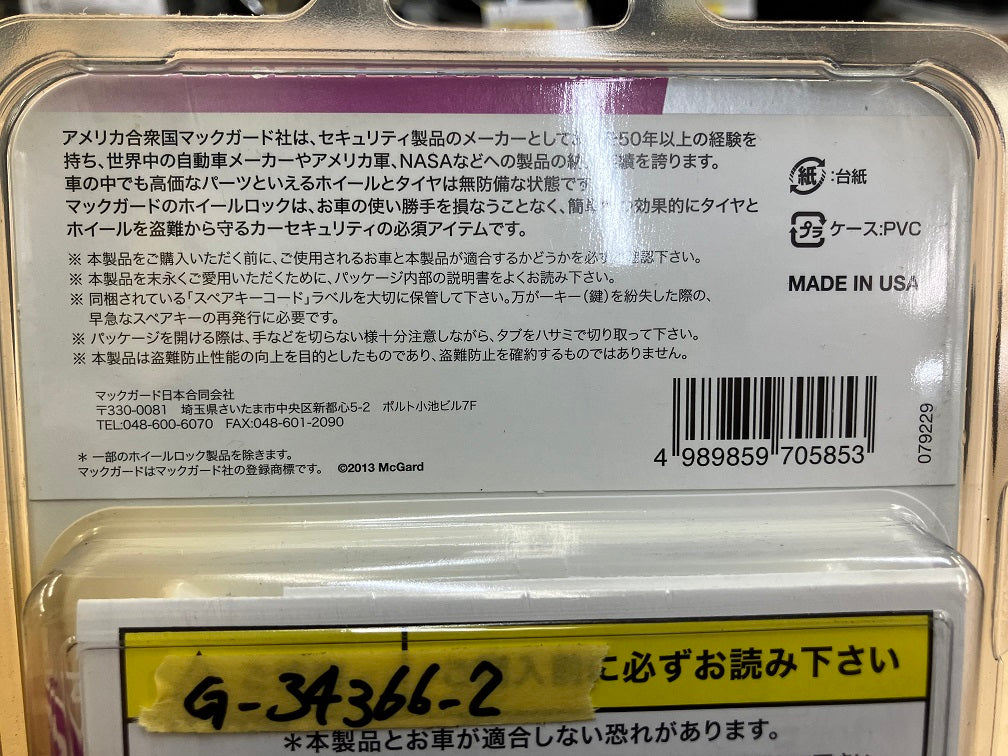 アメリカ合衆国マックガード社は、セキュリティ製品のメーカーとして 50年以上の経験を
持ち、世界中の自動車メーカーやアメリカ軍、NASAなどへの製品の 績を誇ります。
車の中でも高価なパーツといえるホイールとタイヤは無防備な状態です
マックガードのホイールロックは、お車の使い勝手を損なうことなく、簡単 効果的にタイヤと
ホイールを盗難から守るカーセキュリティの必須アイテムです。
※ 本製品をご購入いただく前に、ご使用されるお車と本製品が適合するかどうかを必ず 確認下さい。
※ 本製品を末永くご愛用いただくために、パッケージ内部の説明書をよくお読み下さい。
※ 同梱されている「スペアキーコード」ラベルを大切に保管して下さい。万が一キー(鍵)を紛失した際の、
早急なスペアキーの再発行に必要です。
※ パッケージを開ける際は、手などを切らない様十分注意しながら、タブをハサミで切り取って下さい。
※ 本製品は盗難防止性能の向上を目的としたものであり、盗難防止を確約するものではありません。
紙:台紙
プラ ケース:PVC
MADE IN USA
マックガード日本合同会社
〒330-0081 埼玉県さいたま市中央区新都心5-2 ポルト小池ビル7F
TEL:048-600-6070 FAX:048-601-2090
* 一部のホイールロック製品を除きます。
マックガードはマックガード社の登録商標です。 ©2013 McGard
4 989859 705853
079229
に必ずお読み下さい
G-34366-2
*本製品とお車が適合しない恐れがあります。